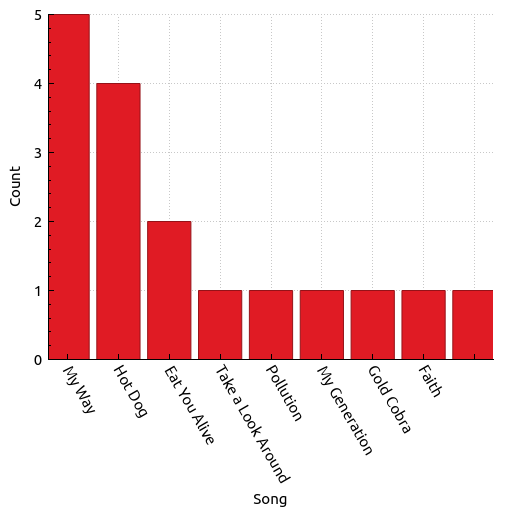 5
4
3
2
1
0
Count
My Way
Hot Dog
Eat You Alive
Take a Look Around
Pollution
My Generation
Gold Cobra
Faith
Song